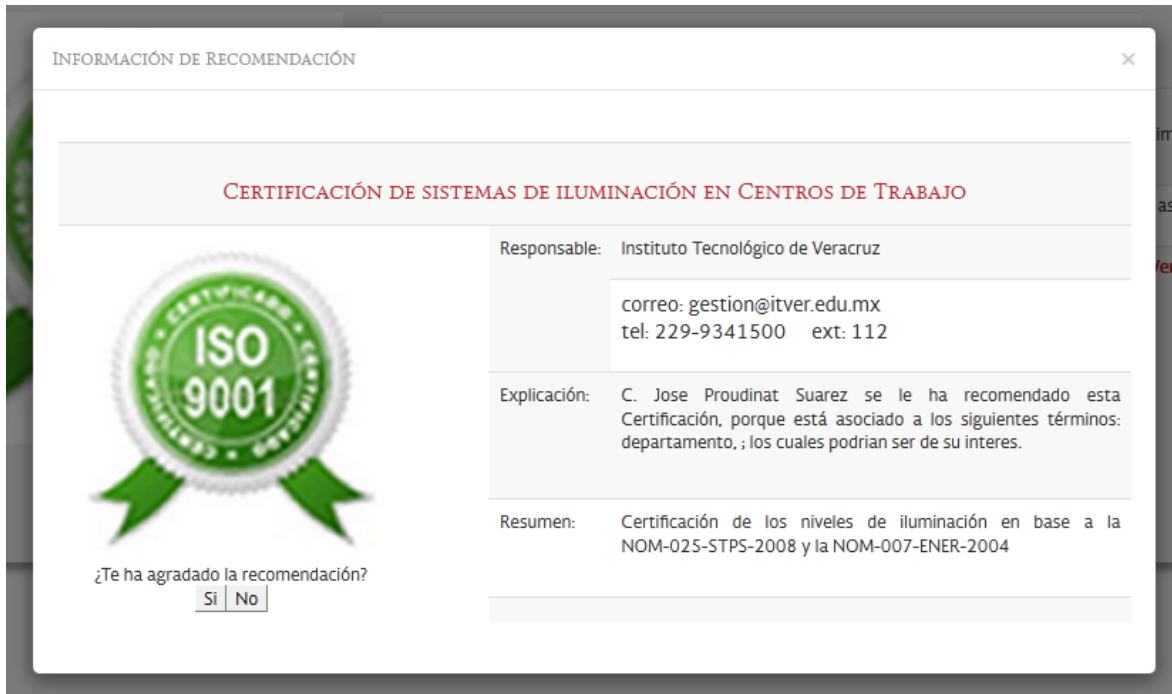 INFORMACIÓN DE RECOMENDACIÓN
×
CERTIFICACIÓN DE SISTEMAS DE ILUMINACIÓN EN CENTROS DE TRABAJO
CERTIFICADO • CERTIFICADO • CERTIFICADO
ISO
9001
¿Te ha agradado la recomendación?
Si No
Responsable: Instituto Tecnológico de Veracruz
correo: gestion@itver.edu.mx
tel: 229-9341500 ext: 112
Explicación: C. Jose Proudinat Suarez se le ha recomendado esta
Certificación, porque está asociado a los siguientes términos:
departamento, ; los cuales podrian ser de su interes.
Resumen: Certificación de los niveles de iluminación en base a la
NOM-025-STPS-2008 y la NOM-007-ENER-2004